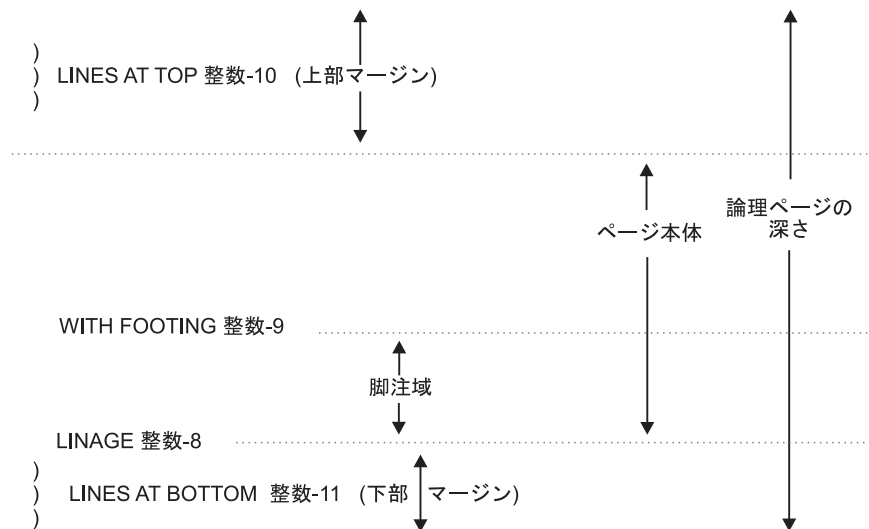 )
) LINES AT TOP 整数-10 (上部マージン)
)
論理ページの
深さ
ページ本体
WITH FOOTING 整数-9
脚注域
LINAGE 整数-8
)
) LINES AT BOTTOM 整数-11 (下部 マージン)
)